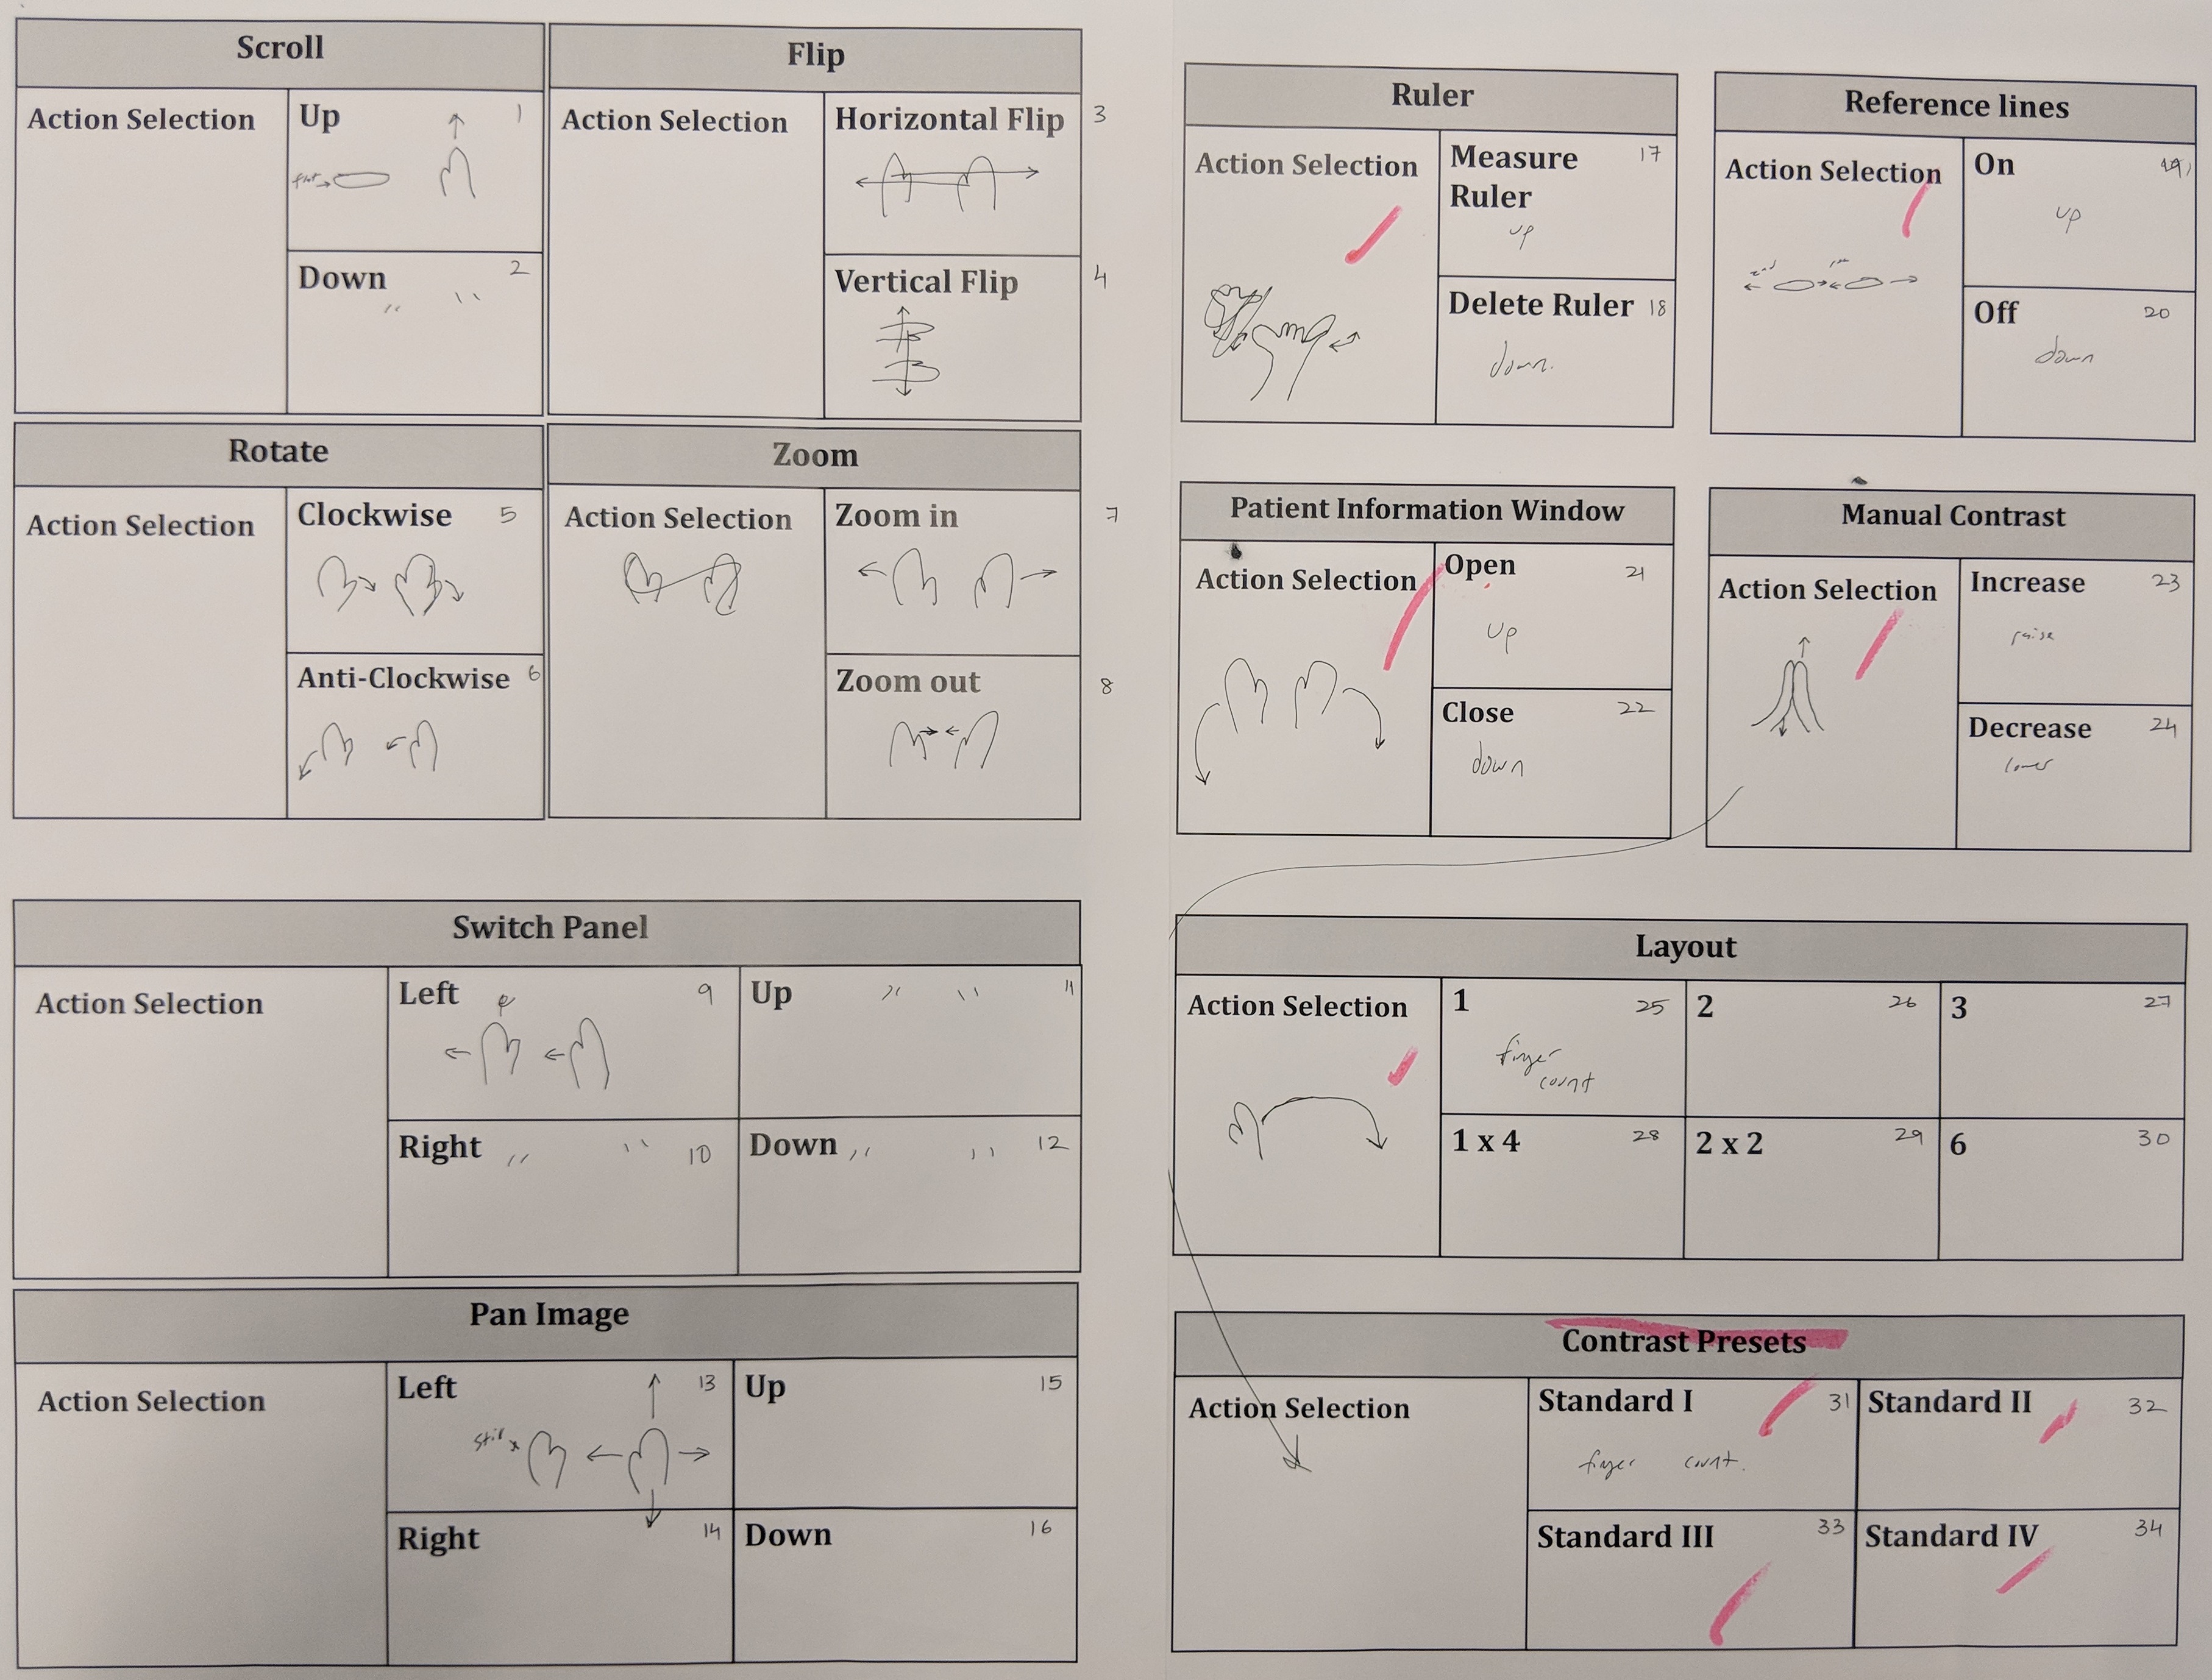 Scroll
Action Selection
Up 1
flat
Down 2
" "
Flip
Action Selection
Horizontal Flip 3
Vertical Flip 4
Rotate
Action Selection
Clockwise 5
Anti-Clockwise 6
Zoom
Action Selection
Zoom in 7
Zoom out 8
Switch Panel
Action Selection
Left 9
Up " " 11
Right " " 10
Down " " 12
Pan Image
Action Selection
Left 13
still x
Up 15
Right 14
Down 16
Ruler
Action Selection
Measure 17
Ruler
up
Delete Ruler 18
down.
Reference lines
Action Selection
On 19
up
Off 20
down
Patient Information Window
Action Selection
Open 21
up
Close 22
down
Manual Contrast
Action Selection
Increase 23
raise
Decrease 24
lower
Layout
Action Selection
1 25
finger
count
2 26
3 27
1 x 4 28
2 x 2 29
6 30
Contrast Presets
Action Selection
Standard I 31
finger count.
Standard II 32
Standard III 33
Standard IV 34